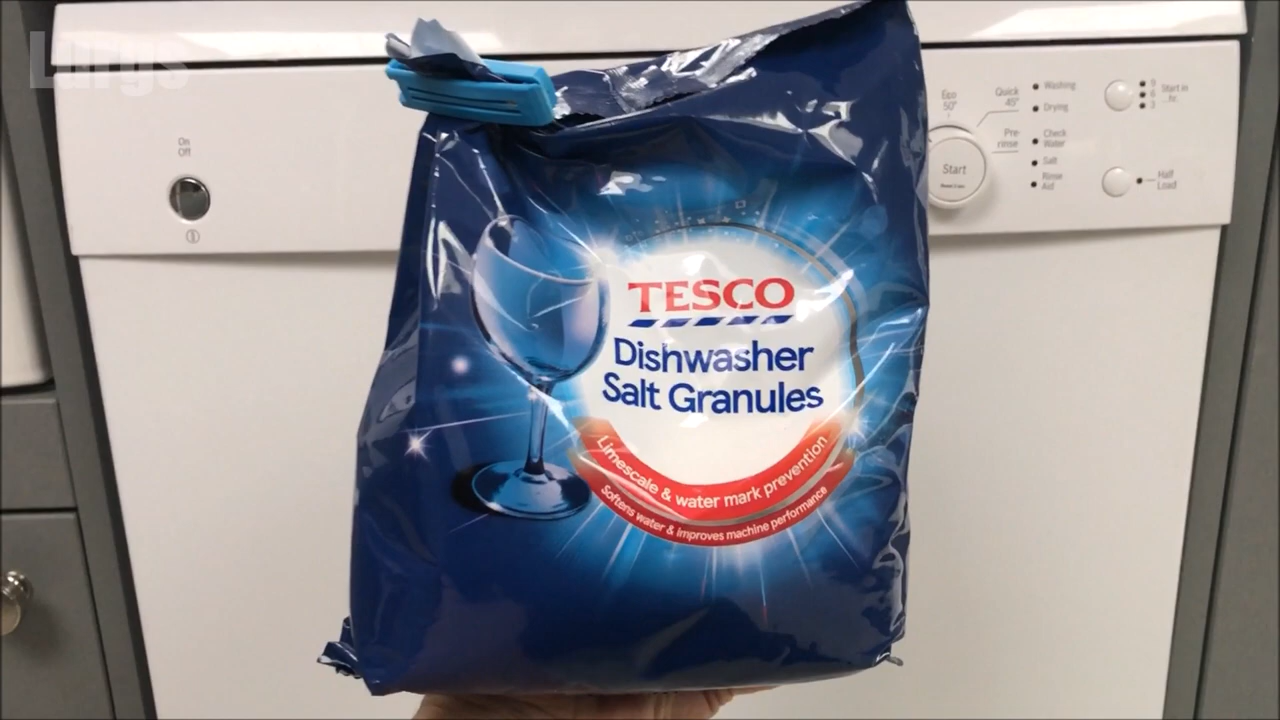 Lurgs
On
Off
TESCO
Dishwasher
Salt Granules
Limescale & water mark prevention
Softens water & improves machine performance
Eco
50°
Quick
45°
Pre-
rinse
Start
Washing
Drying
Check
Water
Salt
Rinse
Aid
9
6
3
Start in
...hr.
Half
Load